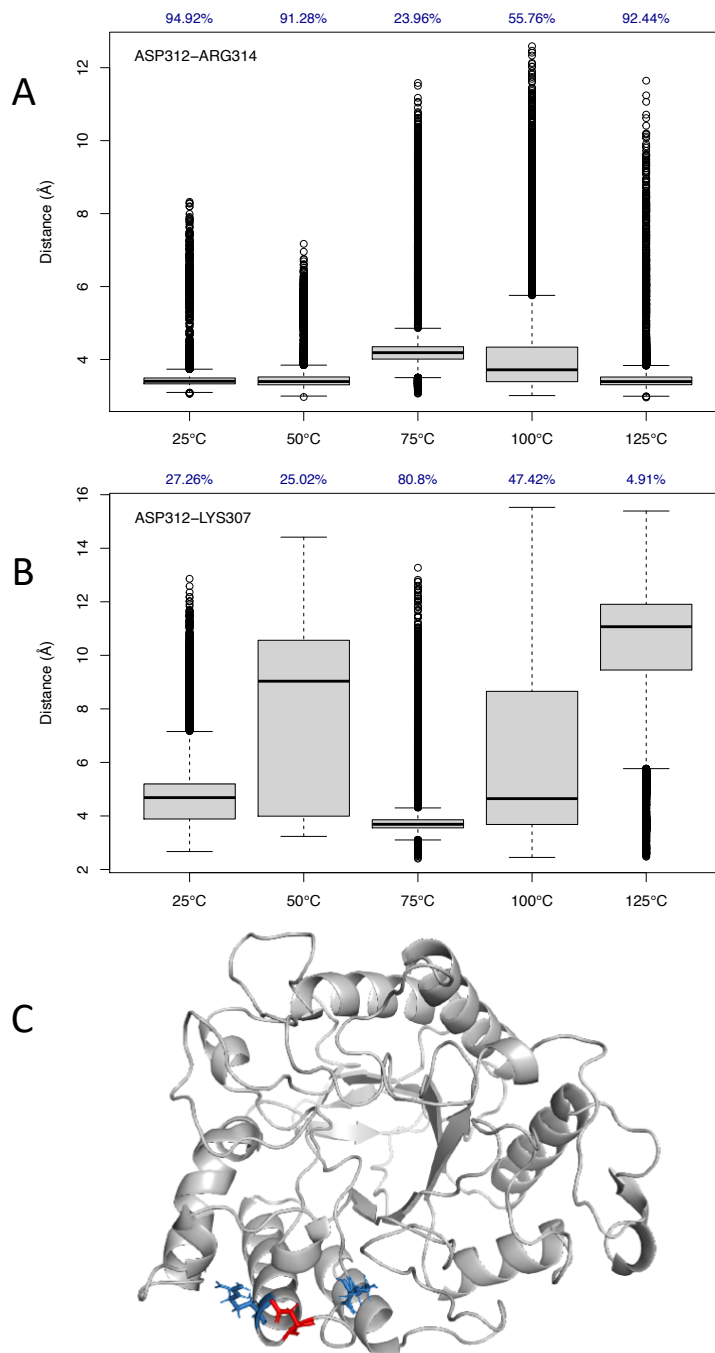 94.92% 91.28% 23.96% 55.76% 92.44%
A
ASP312−ARG314
Distance (Å)
12
10
8
6
4
25°C 50°C 75°C 100°C 125°C
27.26% 25.02% 80.8% 47.42% 4.91%
B
ASP312−LYS307
Distance (Å)
16
14
12
10
8
6
4
2
25°C 50°C 75°C 100°C 125°C
C